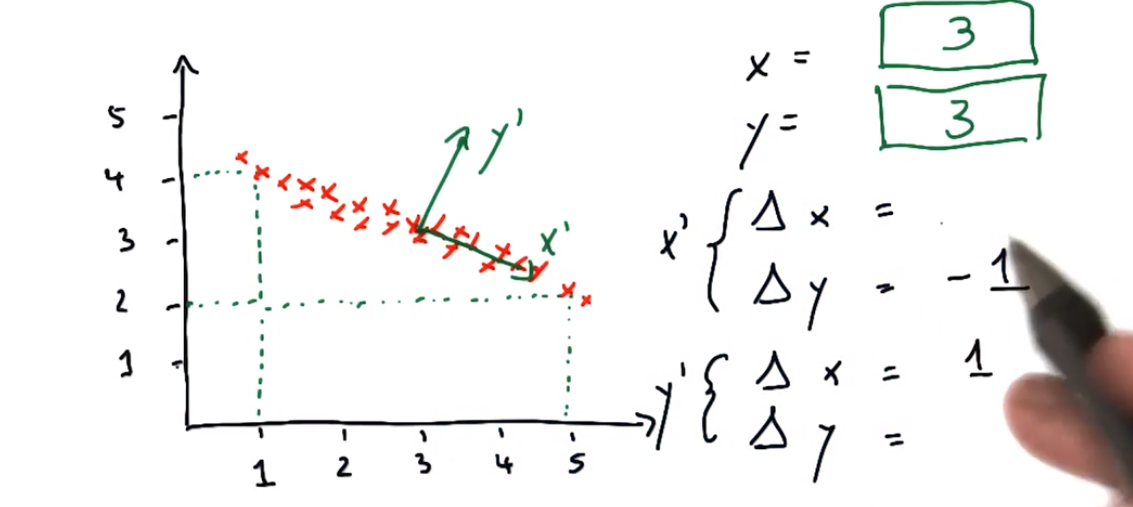 5
4
3
2
1
1 2 3 4 5
y'
x'
x = 3
y = 3
x' { Δ x =
Δ y = - 1
y' { Δ x = 1
Δ y =